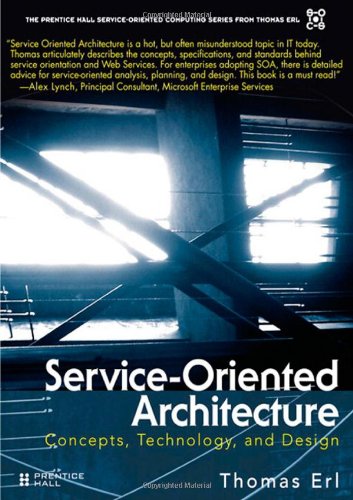 THE PRENTICE HALL SERVICE-ORIENTED COMPUTING SERIES FROM THOMAS ERL
S O
C S
"Service Oriented Architecture is a hot, but often misunderstood topic in IT today.
Thomas articulately describes the concepts, specifications, and standards behind
service orientation and Web Services. For enterprises adopting SOA, there is detailed
advice for service-oriented analysis, planning, and design. This book is a must read!"
—Alex Lynch, Principal Consultant, Microsoft Enterprise Services
Service-Oriented
Architecture
Concepts, Technology, and Design
PRENTICE
HALL
Thomas Erl